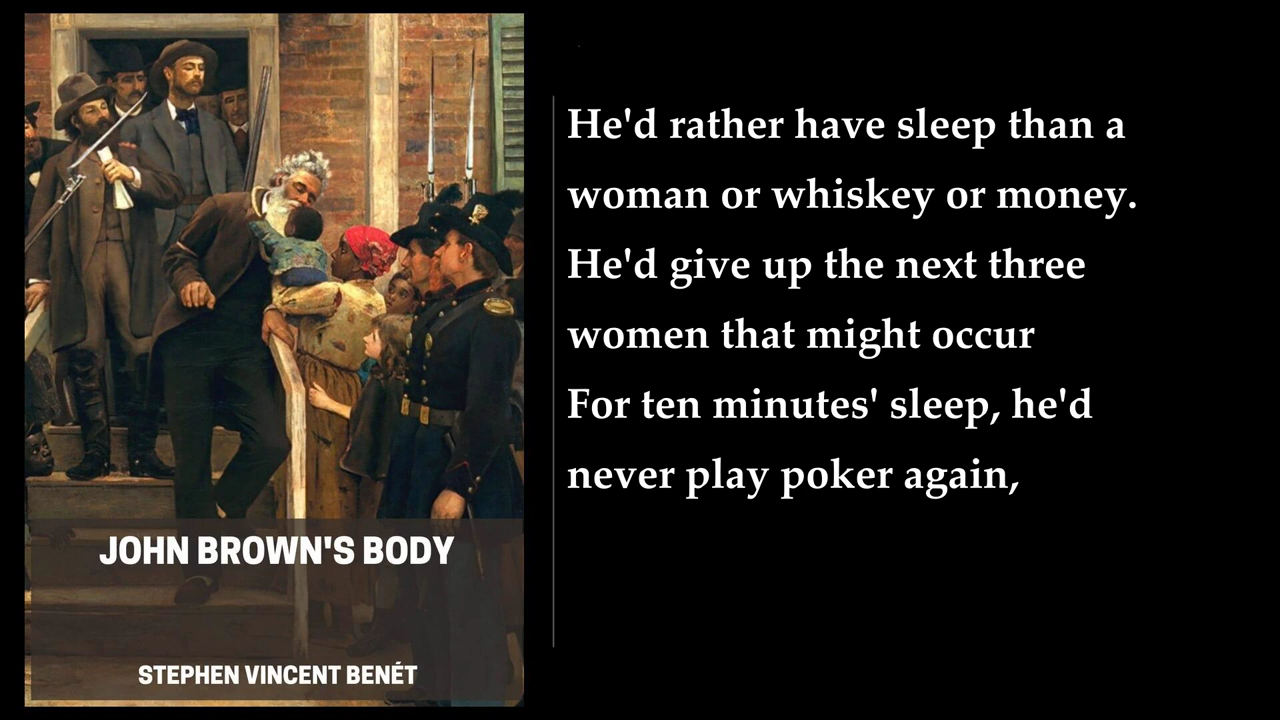 JOHN BROWN'S BODY
STEPHEN VINCENT BENÉT
He'd rather have sleep than a
woman or whiskey or money.
He'd give up the next three
women that might occur
For ten minutes' sleep, he'd
never play poker again,